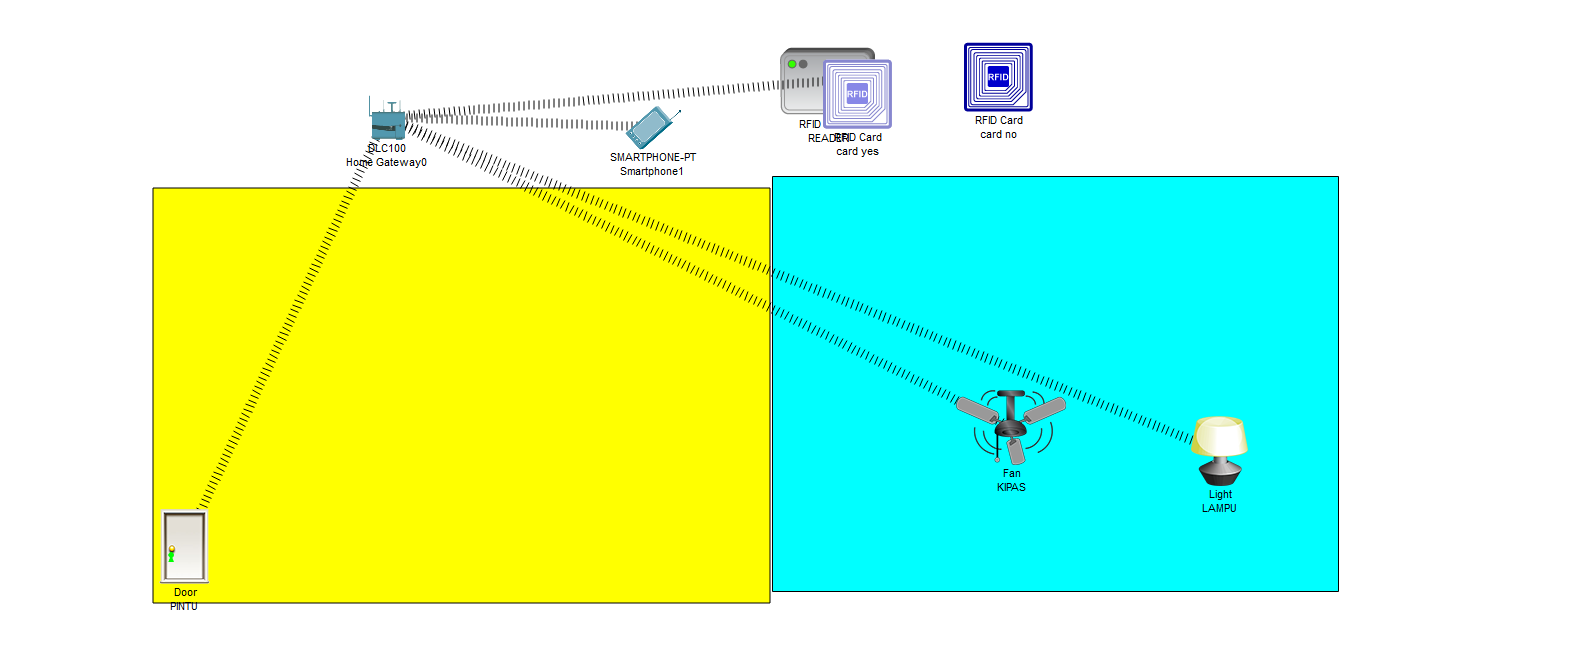 RFID
RFID
DLC100
Home Gateway0
SMARTPHONE-PT
Smartphone1
RFID
READER
RFID Card
card yes
RFID Card
card no
Fan
KIPAS
Light
LAMPU
Door
PINTU